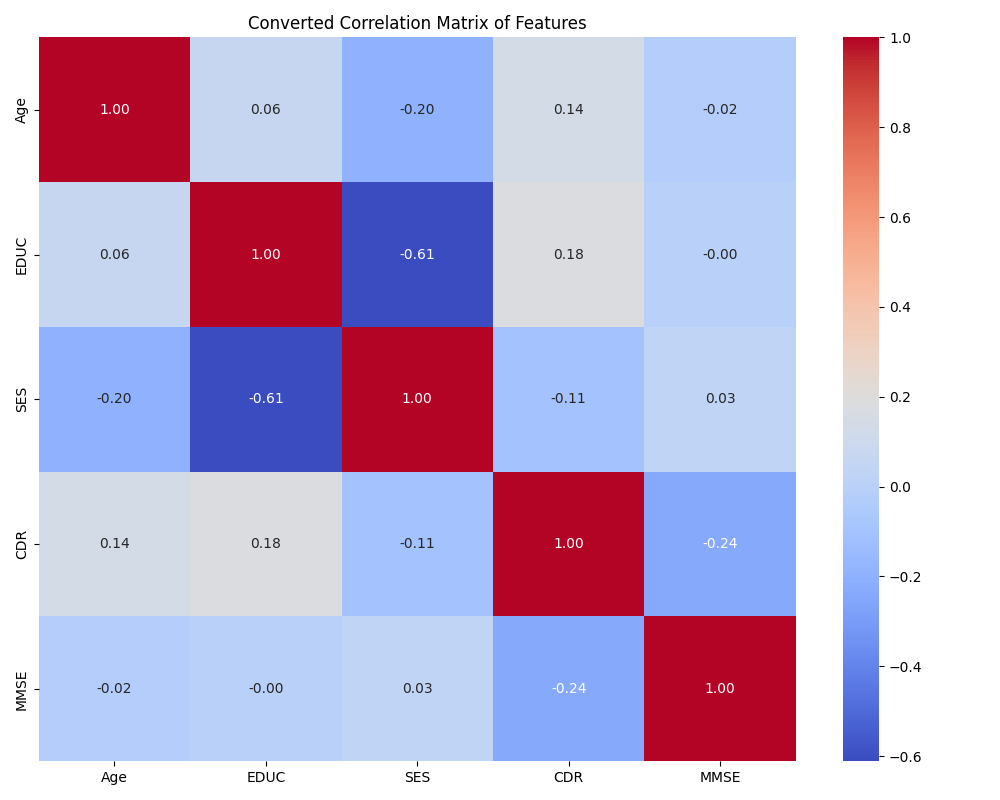 Converted Correlation Matrix of Features
Age 1.00 0.06 -0.20 0.14 -0.02
EDUC 0.06 1.00 -0.61 0.18 -0.00
SES -0.20 -0.61 1.00 -0.11 0.03
CDR 0.14 0.18 -0.11 1.00 -0.24
MMSE -0.02 -0.00 0.03 -0.24 1.00
Age EDUC SES CDR MMSE
1.0
0.8
0.6
0.4
0.2
0.0
−0.2
−0.4
−0.6